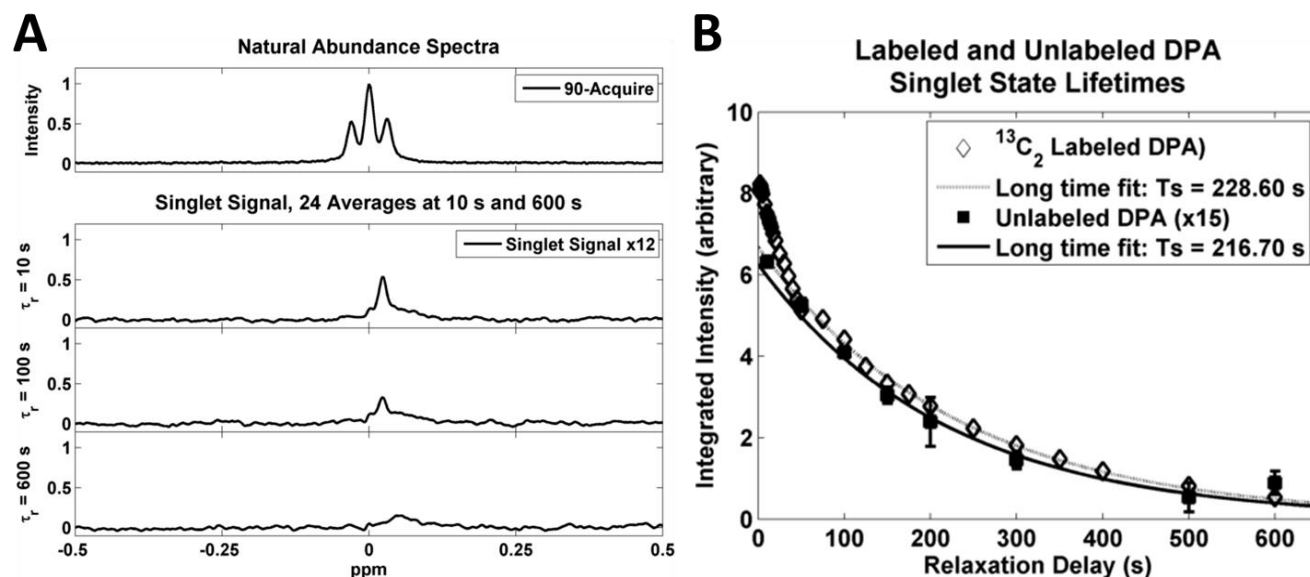 A
Natural Abundance Spectra
Intensity
1
0.5
0
90-Acquire
Singlet Signal, 24 Averages at 10 s and 600 s
τr = 10 s
1
0.5
0
Singlet Signal x12
τr = 100 s
1
0.5
0
τr = 600 s
1
0.5
0
-0.5 -0.25 0 0.25 0.5
ppm
B
Labeled and Unlabeled DPA
Singlet State Lifetimes
Integrated Intensity (arbitrary)
10
8
6
4
2
0
¹³C₂ Labeled DPA)
Long time fit: Ts = 228.60 s
Unlabeled DPA (x15)
Long time fit: Ts = 216.70 s
0 100 200 300 400 500 600
Relaxation Delay (s)